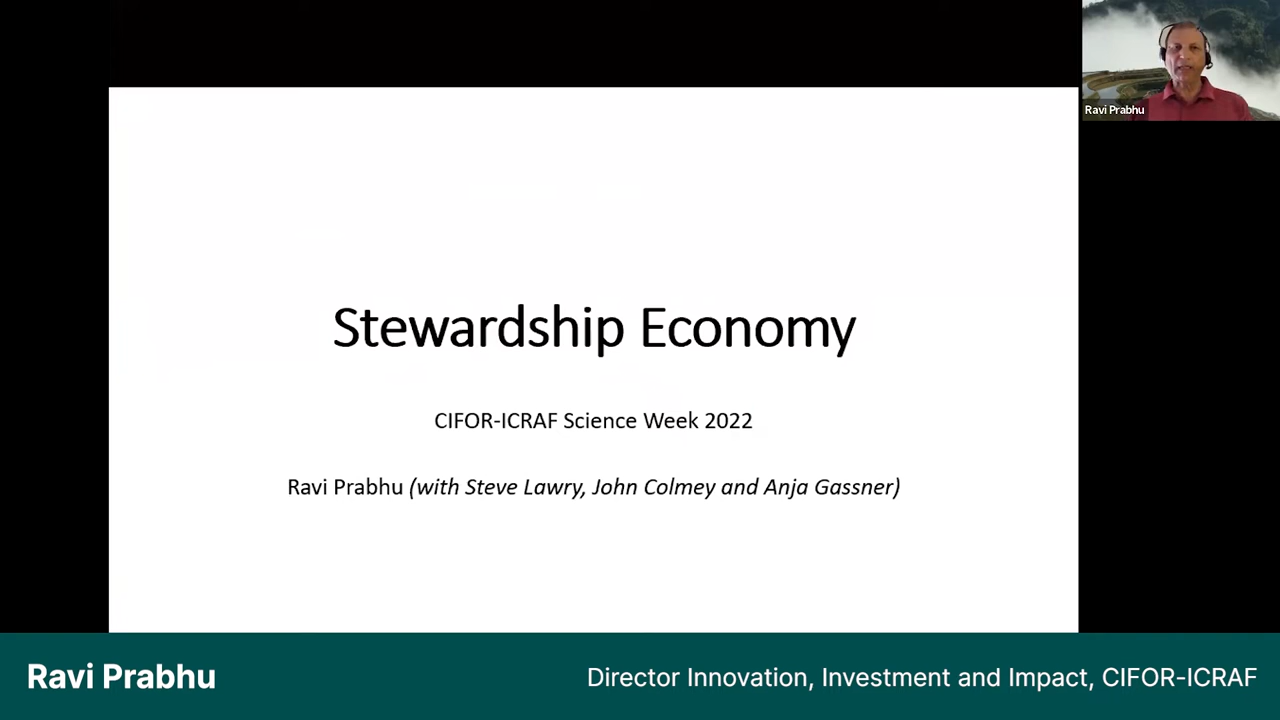 Ravi Prabhu
Stewardship Economy
CIFOR-ICRAF Science Week 2022
Ravi Prabhu (with Steve Lawry, John Colmey and Anja Gassner)
Ravi Prabhu
Director Innovation, Investment and Impact, CIFOR-ICRAF